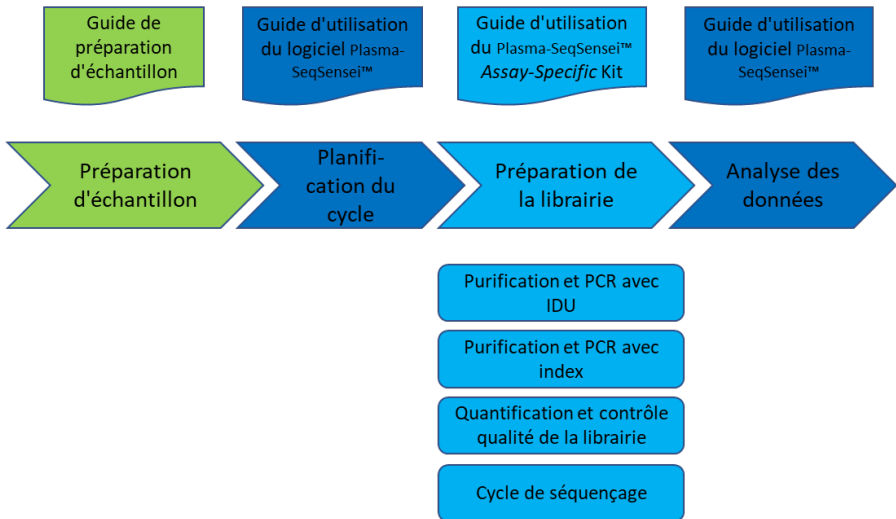 Guide de
préparation
d'échantillon
Guide d'utilisation
du logiciel Plasma-
SeqSensei™
Guide d'utilisation
du Plasma-SeqSensei™
Assay-Specific Kit
Guide d'utilisation
du logiciel Plasma-
SeqSensei™
Préparation
d'échantillon
Planifi-
cation du
cycle
Préparation de
la librairie
Analyse des
données
Purification et PCR avec
IDU
Purification et PCR avec
index
Quantification et contrôle
qualité de la librairie
Cycle de séquençage